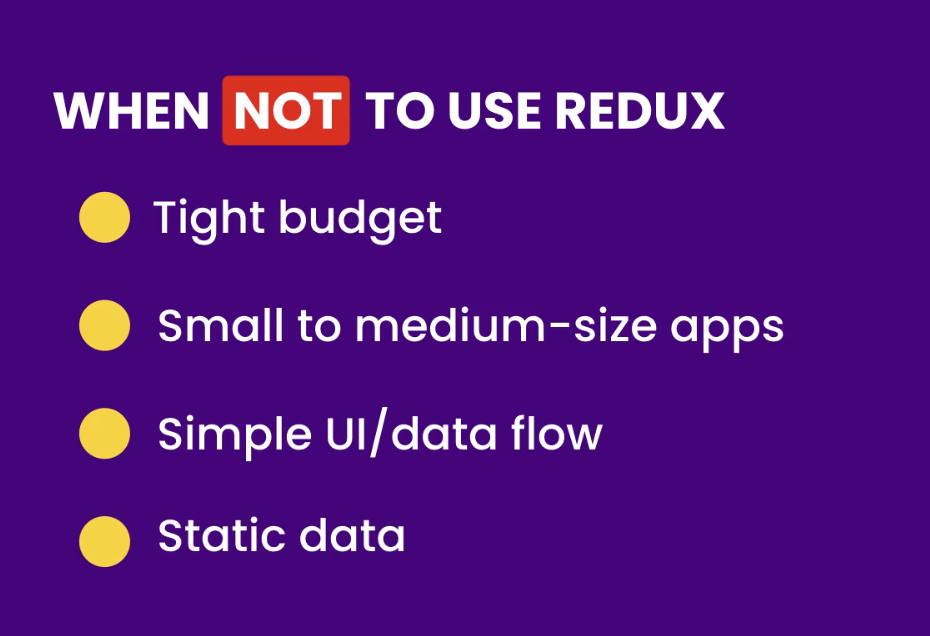 WHEN NOT TO USE REDUX
Tight budget
Small to medium-size apps
Simple UI/data flow
Static data